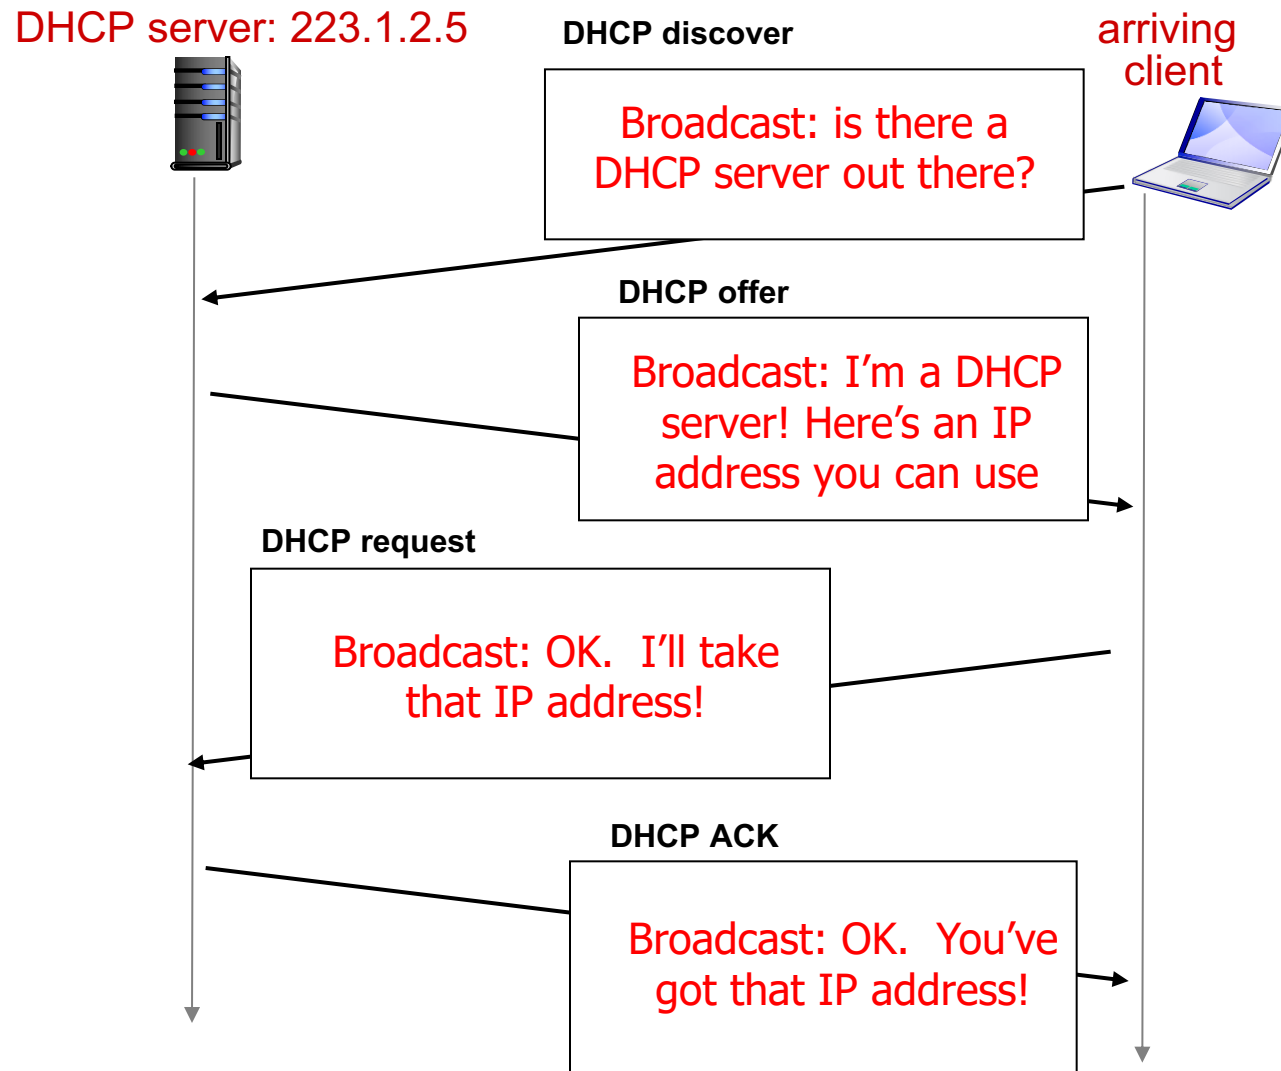 DHCP server: 223.1.2.5
DHCP discover
arriving
client
Broadcast: is there a
DHCP server out there?
DHCP offer
Broadcast: I’m a DHCP
server! Here’s an IP
address you can use
DHCP request
Broadcast: OK.  I’ll take
that IP address!
DHCP ACK
Broadcast: OK.  You’ve
got that IP address!